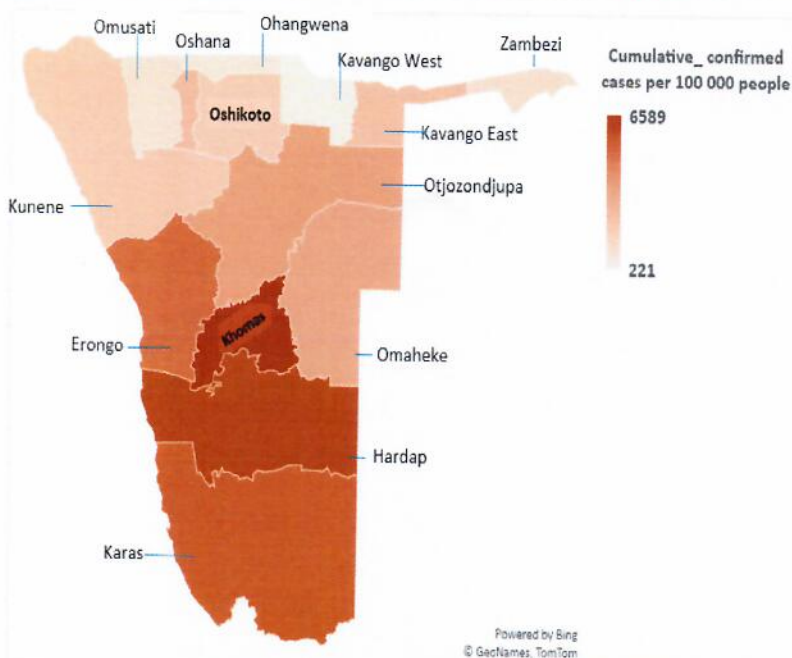 Omusati
Oshana
Ohangwena
Kavango West
Zambezi
Cumulative_ confirmed
cases per 100 000 people
6589
221
Oshikoto
Kavango East
Otjozondjupa
Kunene
Khomas
Erongo
Omaheke
Hardap
Karas
Powered by Bing
© GeoNames, TomTom